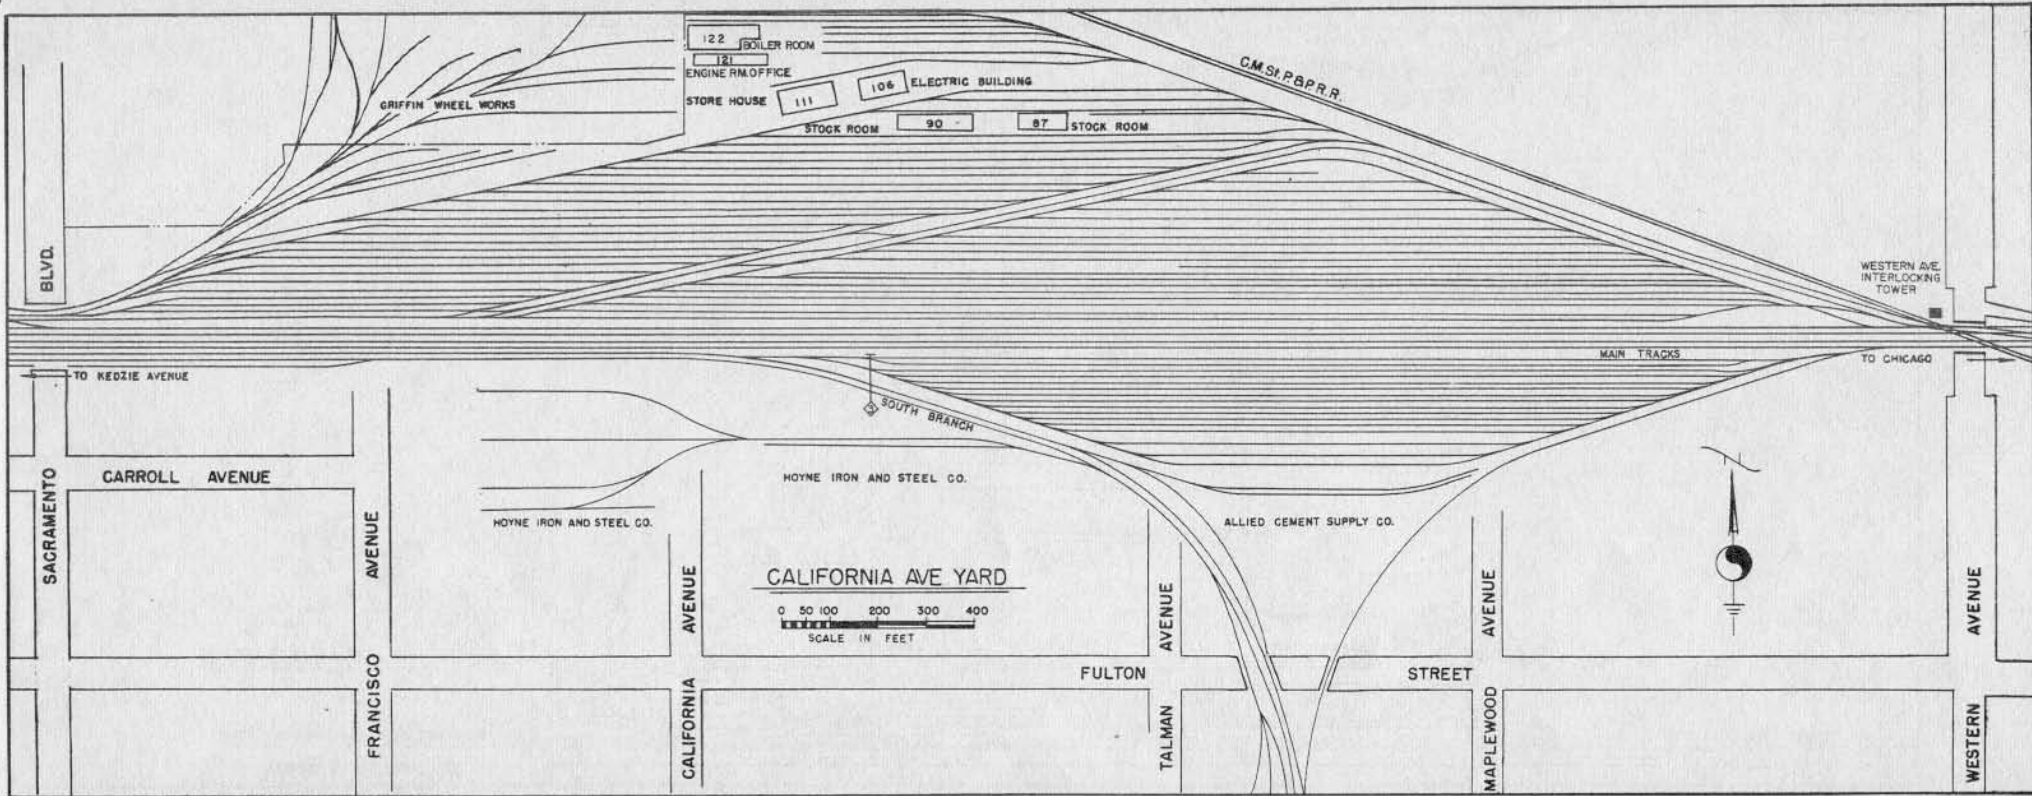 122
BOILER ROOM
121
ENGINE RM. OFFICE
STORE HOUSE
111
106
ELECTRIC BUILDING
STOCK ROOM
90
87
STOCK ROOM
GRIFFIN WHEEL WORKS
C.M.St.P.&P.R.R.
BLVD.
WESTERN AVE.
INTERLOCKING
TOWER
MAIN TRACKS
TO CHICAGO
TO KEDZIE AVENUE
SOUTH BRANCH
CARROLL AVENUE
SACRAMENTO
HOYNE IRON AND STEEL CO.
HOYNE IRON AND STEEL CO.
ALLIED CEMENT SUPPLY CO.
N
CALIFORNIA AVE YARD
0 50 100 200 300 400
SCALE IN FEET
FRANCISCO AVENUE
CALIFORNIA AVENUE
TALMAN AVENUE
MAPLEWOOD AVENUE
WESTERN AVENUE
FULTON STREET